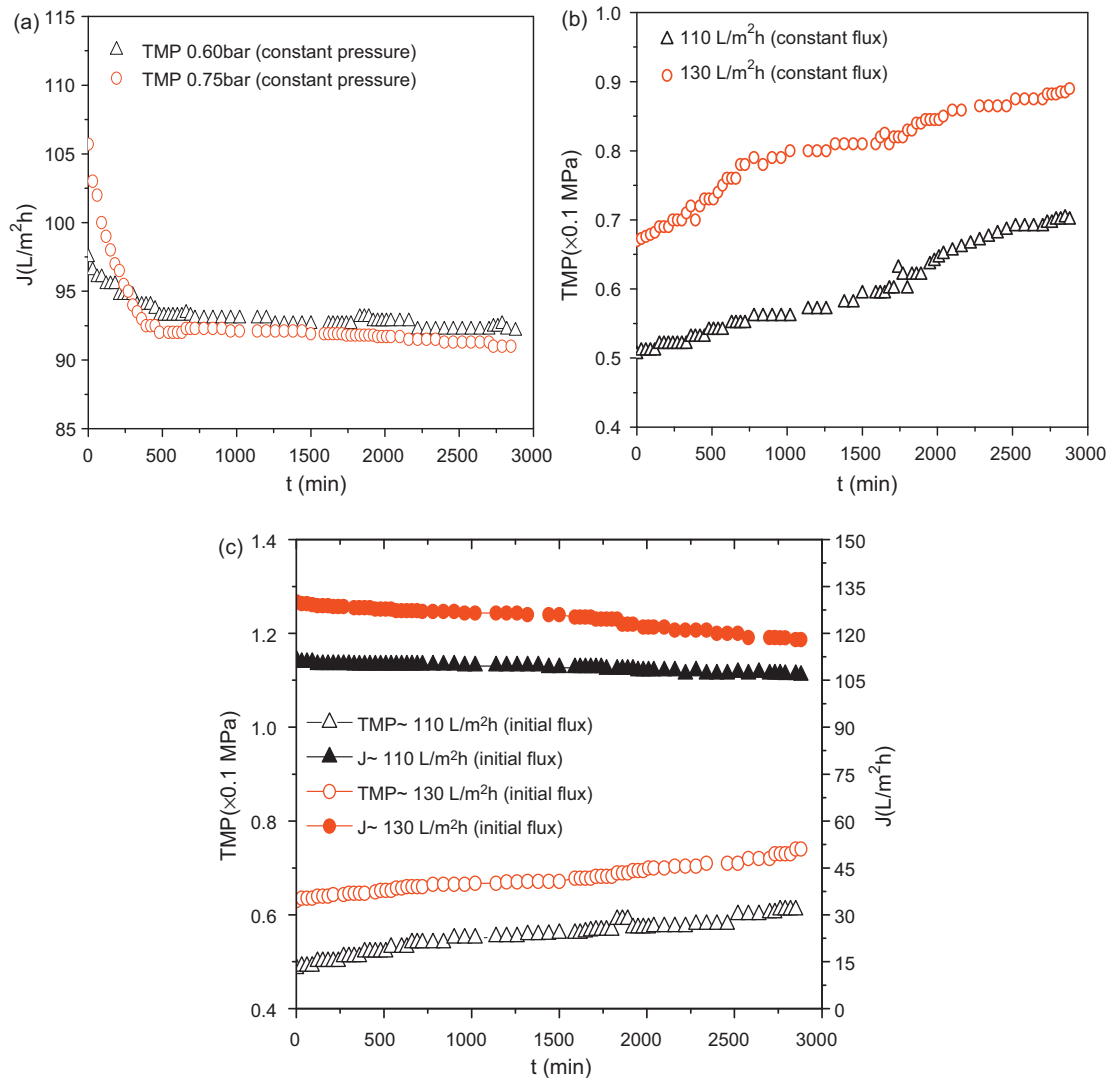 (a)
115
110
105
100
95
90
85
J(L/m²h)
TMP 0.60bar (constant pressure)
TMP 0.75bar (constant pressure)
0
500
1000
1500
2000
2500
3000
t (min)
(b)
1.0
0.9
0.8
0.7
0.6
0.5
0.4
TMP(×0.1 MPa)
110 L/m²h (constant flux)
130 L/m²h (constant flux)
0
500
1000
1500
2000
2500
3000
t (min)
(c)
1.4
1.2
1.0
0.8
0.6
0.4
TMP(×0.1 MPa)
TMP~ 110 L/m²h (initial flux)
J~ 110 L/m²h (initial flux)
TMP~ 130 L/m²h (initial flux)
J~ 130 L/m²h (initial flux)
150
135
120
105
90
75
60
45
30
15
0
J(L/m²h)
0
500
1000
1500
2000
2500
3000
t (min)